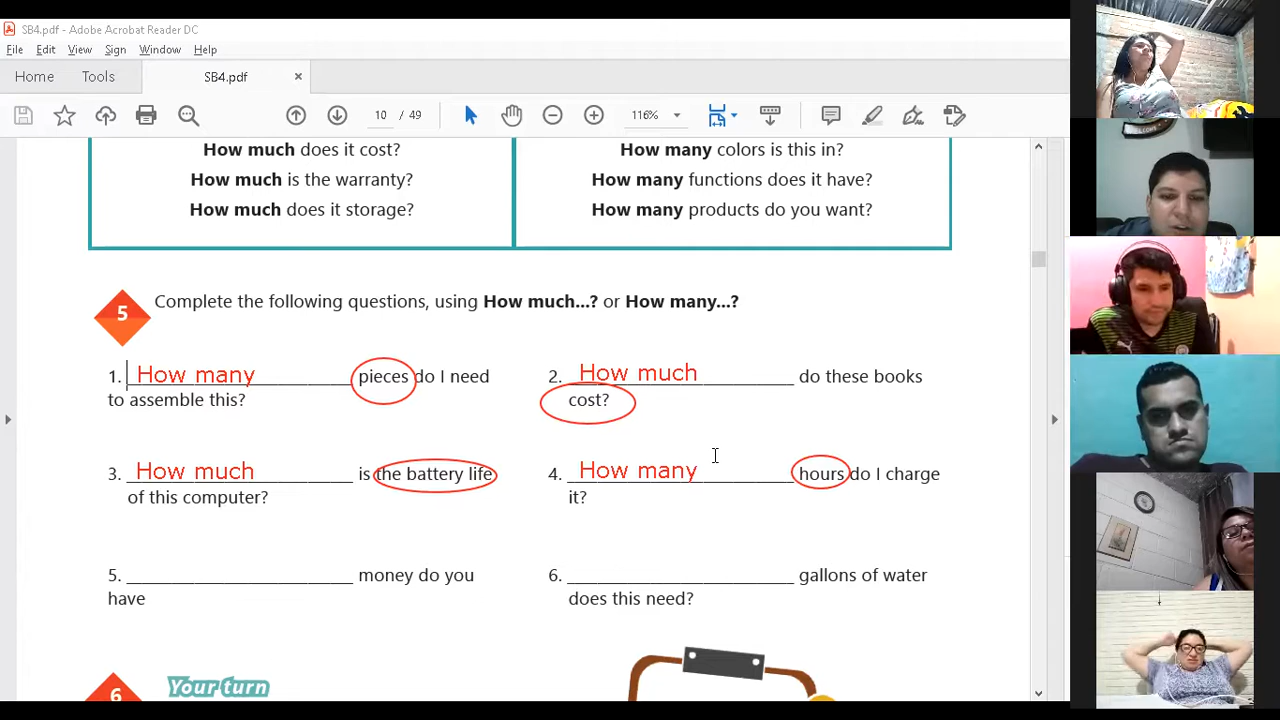 SB4.pdf - Adobe Acrobat Reader DC
File Edit View Sign Window Help
Home Tools SB4.pdf ×
10 / 49 116%
How much does it cost?
How much is the warranty?
How much does it storage?
How many colors is this in?
How many functions does it have?
How many products do you want?
5 Complete the following questions, using How much...? or How many...?
1. How many pieces do I need
to assemble this?
2. How much do these books
cost?
3. How much is the battery life
of this computer?
4. How many hours do I charge
it?
5. ____________ money do you
have
6. ____________ gallons of water
does this need?
6 Your turn